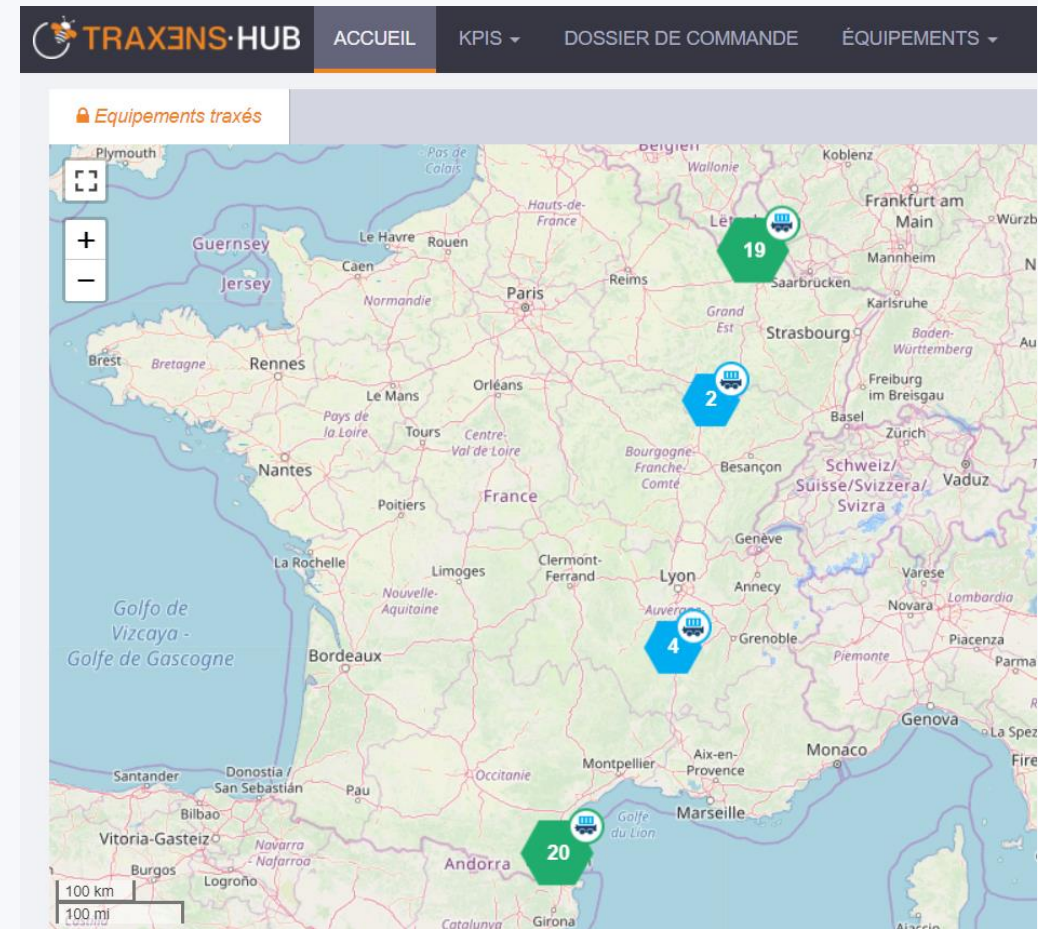 TRAXENS·HUB ACCUEIL KPIS DOSSIER DE COMMANDE ÉQUIPEMENTS
Equipements traxés
Plymouth
Pas de
Calais
Wallonie
Koblenz
Hauts-de-
France
Frankfurt am
Main
Würzb
+
Guernsey
Le Havre
Rouen
19
Mannheim
−
Jersey
Caen
Reims
Saarbrücken
Normandie
Paris
Karlsruhe
Grand
Est
Strasbourg
Baden-
Württemberg
Brest
Bretagne
Rennes
Le Mans
Orléans
2
Freiburg
im Breisgau
Pays de
la Loire
Tours
Centre-
Val de Loire
Basel
Zürich
Nantes
Bourgogne-
Franche-
Comté
Besançon
Schweiz/
Suisse/Svizzera/
Svizra
Vaduz
Poitiers
France
Genève
La Rochelle
Limoges
Clermont-
Ferrand
Lyon
Annecy
Varese
Nouvelle-
Aquitaine
Novara
Lombardia
Golfo de
Vizcaya -
Golfe de Gascogne
4
Grenoble
Piacenza
Bordeaux
Piemonte
Parma
Genova
La Spez
Santander
Donostia /
San Sebastián
Pau
Occitanie
Montpellier
Aix-en-
Provence
Monaco
Fire
Bilbao
Golfe
du Lion
Marseille
Vitoria-Gasteiz
Navarra
- Nafarroa
Andorra
20
Burgos
Logroño
100 km
100 mi
Catalunya
Girona
Ajaccio